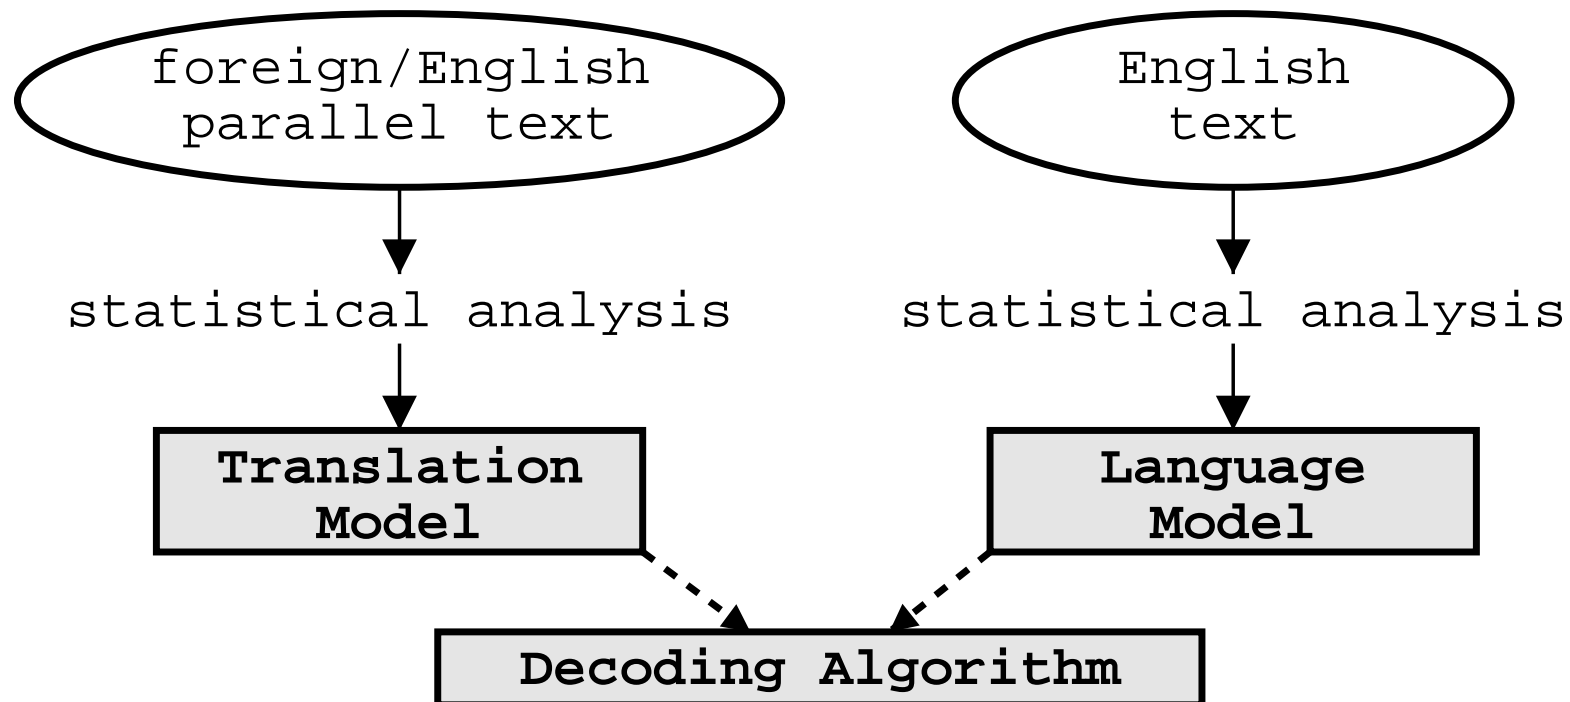 foreign/English
parallel text
English
text
statistical analysis
statistical analysis
Translation
Model
Language
Model
Decoding Algorithm